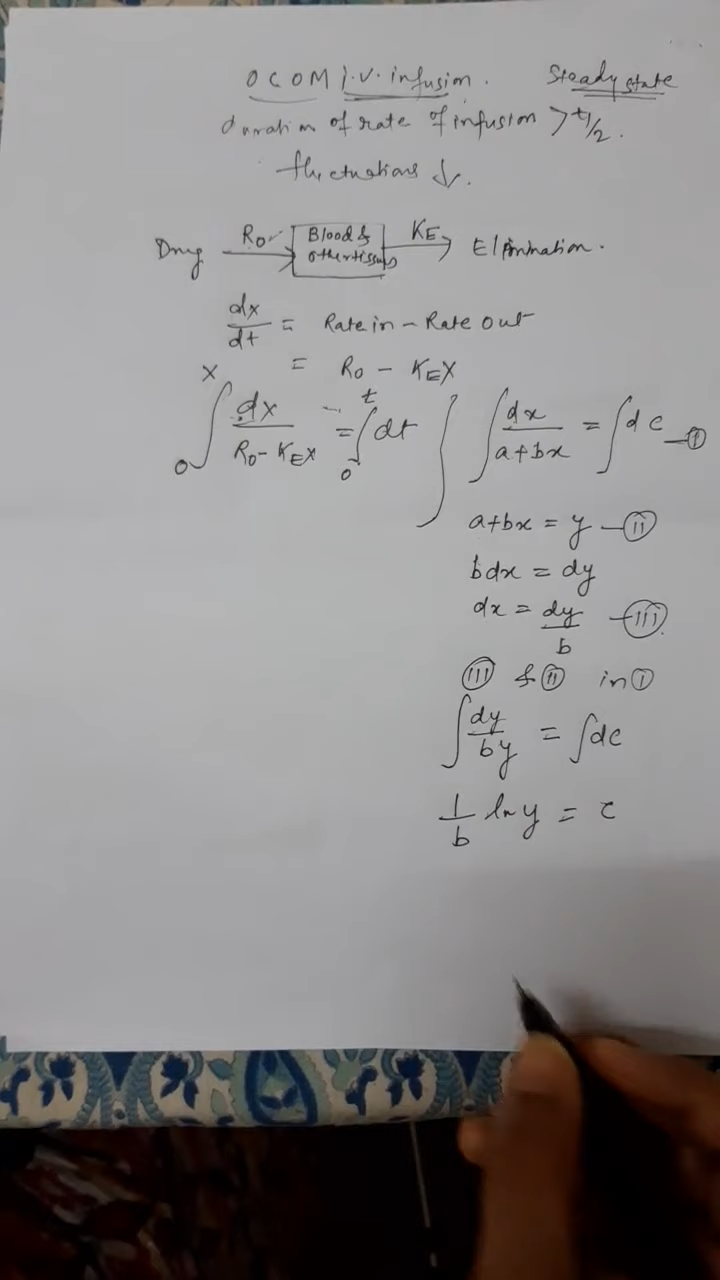 OCOM i.v. infusion. Steady state
duration of rate of infusion > t1/2.
fluctuations ↓.
Drug R0 → Blood & other tissues KE → Elimination.
dx/dt = Rate in – Rate out
= R0 – KEX
∫₀ˣ dx/(R0 – KEX) = ∫₀ᵗ dt
∫ dx/(a+bx) = ∫ dc – (I)
a+bx = y – (II)
bdx = dy
dx = dy/b – (III)
(III) & (II) in (I)
∫ dy/by = ∫ dc
1/b ln y = c